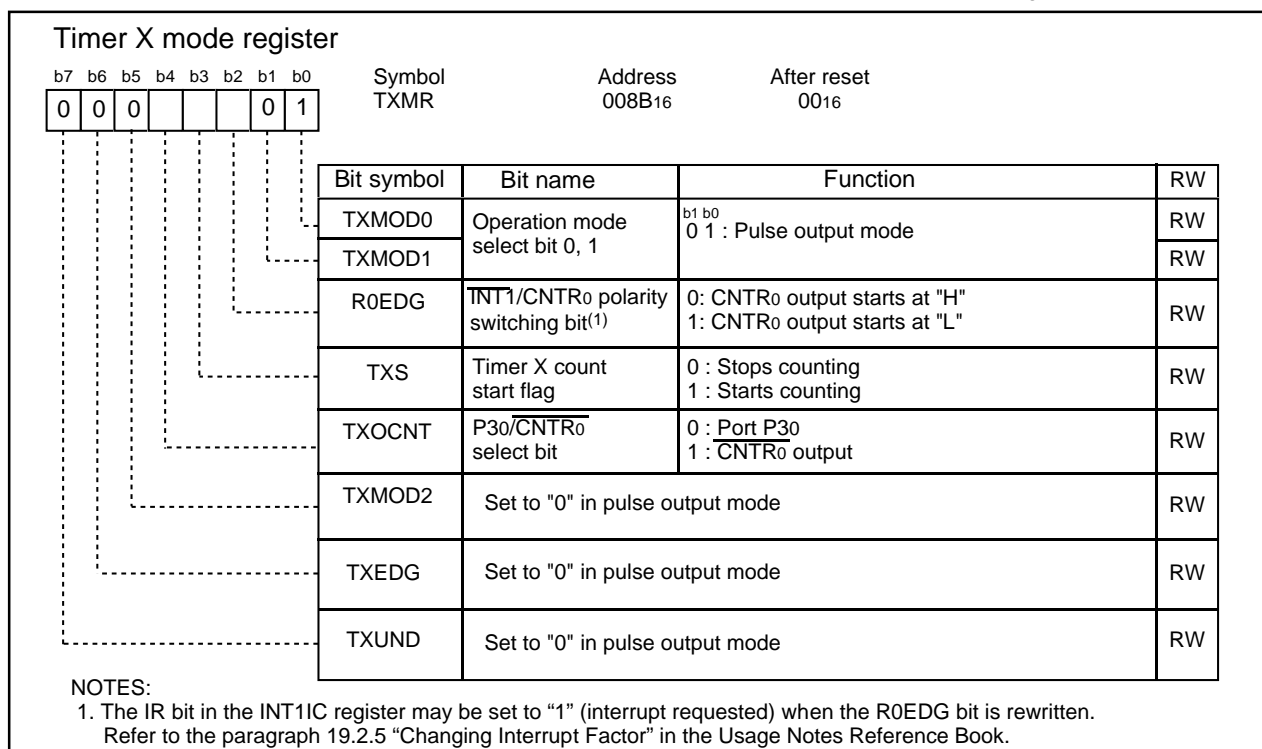 Timer X mode register
b7 b6 b5 b4 b3 b2 b1 b0
Symbol Address After reset
TXMR 008B16 0016
0 0 0 0 1
Bit symbol Bit name Function RW
TXMOD0 Operation mode select bit 0, 1 b1 b0 0 1 : Pulse output mode RW
TXMOD1 RW
R0EDG INT1/CNTR0 polarity 0: CNTR0 output starts at "H" RW
switching bit(1) 1: CNTR0 output starts at "L"
TXS Timer X count 0 : Stops counting RW
start flag 1 : Starts counting
TXOCNT P30/CNTR0 0 : Port P30 RW
select bit 1 : CNTR0 output
TXMOD2 Set to "0" in pulse output mode RW
TXEDG Set to "0" in pulse output mode RW
TXUND Set to "0" in pulse output mode RW
NOTES:
1. The IR bit in the INT1IC register may be set to “1” (interrupt requested) when the R0EDG bit is rewritten.
Refer to the paragraph 19.2.5 “Changing Interrupt Factor” in the Usage Notes Reference Book.